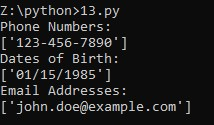 Z:\python>13.py
Phone Numbers:
['123-456-7890']
Dates of Birth:
['01/15/1985']
Email Addresses:
['john.doe@example.com']